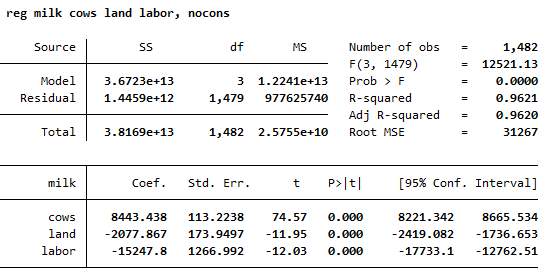 reg milk cows land labor, nocons
Source SS df MS Number of obs = 1,482
F(3, 1479) = 12521.13
Model 3.6723e+13 3 1.2241e+13 Prob > F = 0.0000
Residual 1.4459e+12 1,479 977625740 R-squared = 0.9621
Adj R-squared = 0.9620
Total 3.8169e+13 1,482 2.5755e+10 Root MSE = 31267
milk Coef. Std. Err. t P>|t| [95% Conf. Interval]
cows 8443.438 113.2238 74.57 0.000 8221.342 8665.534
land -2077.867 173.9497 -11.95 0.000 -2419.082 -1736.653
labor -15247.8 1266.992 -12.03 0.000 -17733.1 -12762.51